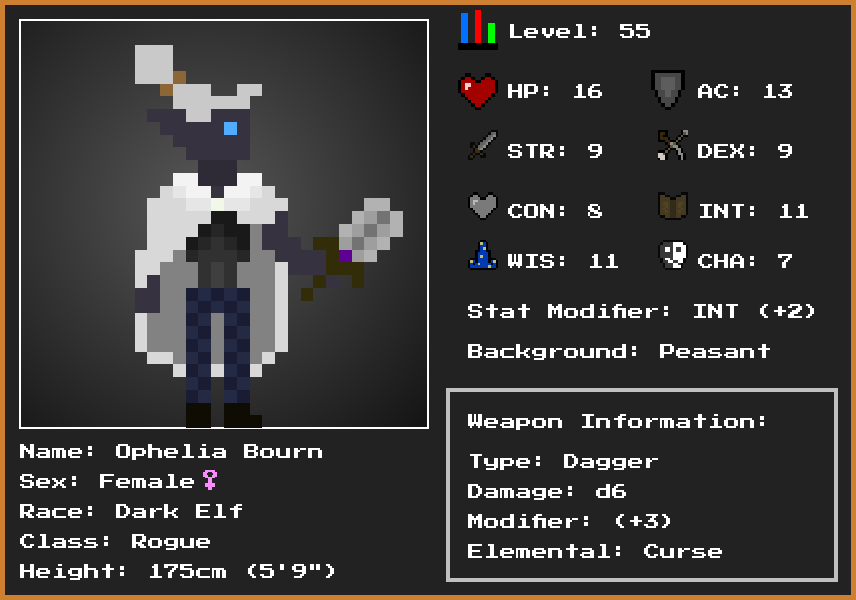 Level: 55
HP: 16
AC: 13
STR: 9
DEX: 9
CON: 8
INT: 11
WIS: 11
CHA: 7
Stat Modifier: INT (+2)
Background: Peasant
Weapon Information:
Type: Dagger
Damage: d6
Modifier: (+3)
Elemental: Curse
Name: Ophelia Bourn
Sex: Female♀
Race: Dark Elf
Class: Rogue
Height: 175cm (5'9")